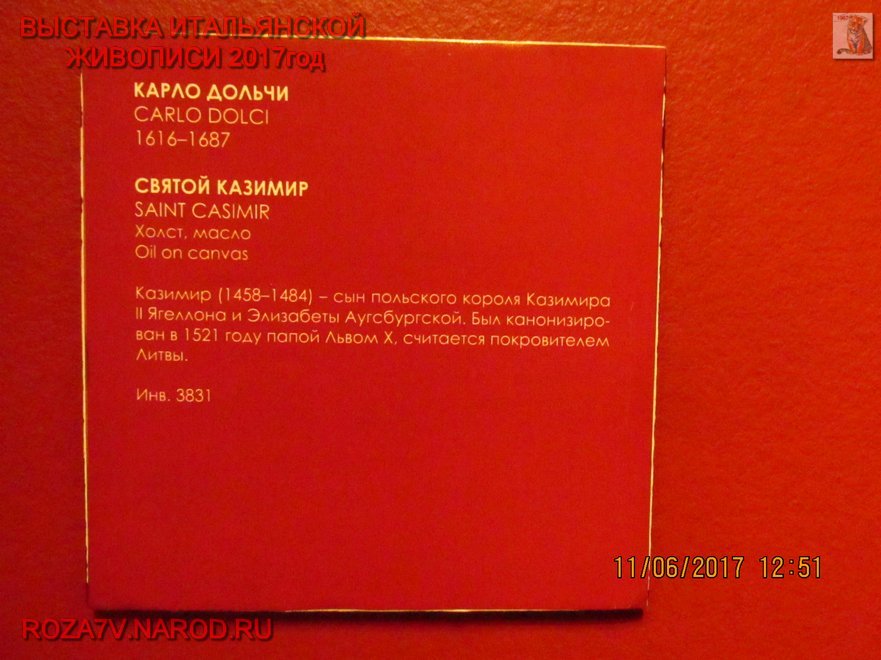 ВЫСТАВКА ИТАЛЬЯНСКОЙ
ЖИВОПИСИ 2017год
КАРЛО ДОЛЬЧИ
CARLO DOLCI
1616–1687
СВЯТОЙ КАЗИМИР
SAINT CASIMIR
Холст, масло
Oil on canvas
Казимир (1458–1484) – сын польского короля Казимира
II Ягеллона и Элизабеты Аугсбургской. Был канонизиро-
ван в 1521 году папой Львом X, считается покровителем
Литвы.
Инв. 3831
11/06/2017 12:51
ROZA7V.NAROD.RU